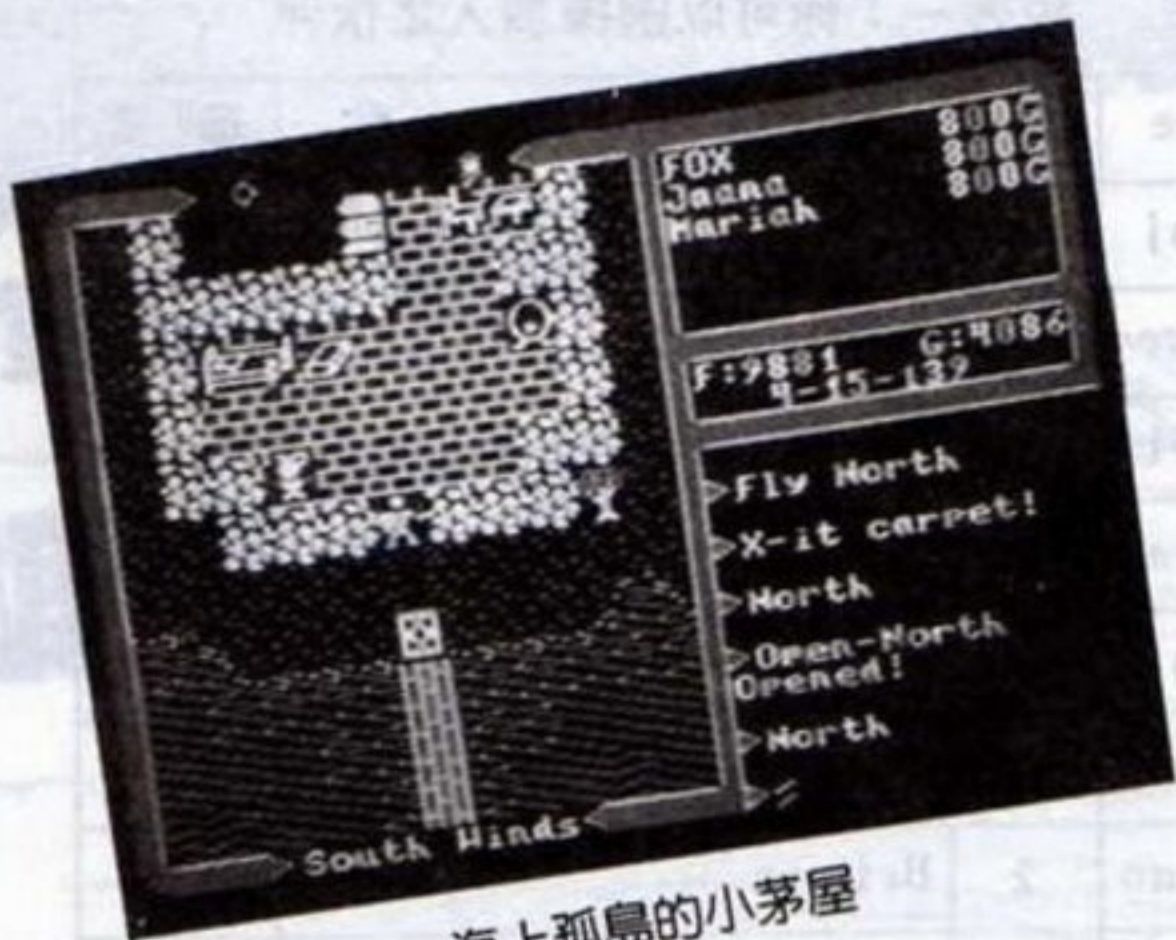 FOX 800G
Jaana 800G
Mariah 800G
F:9881 G:4086
4-15-139
Fly North
X-it carpet!
North
Open-North
Opened!
North
South Winds
海上孤島的小茅屋